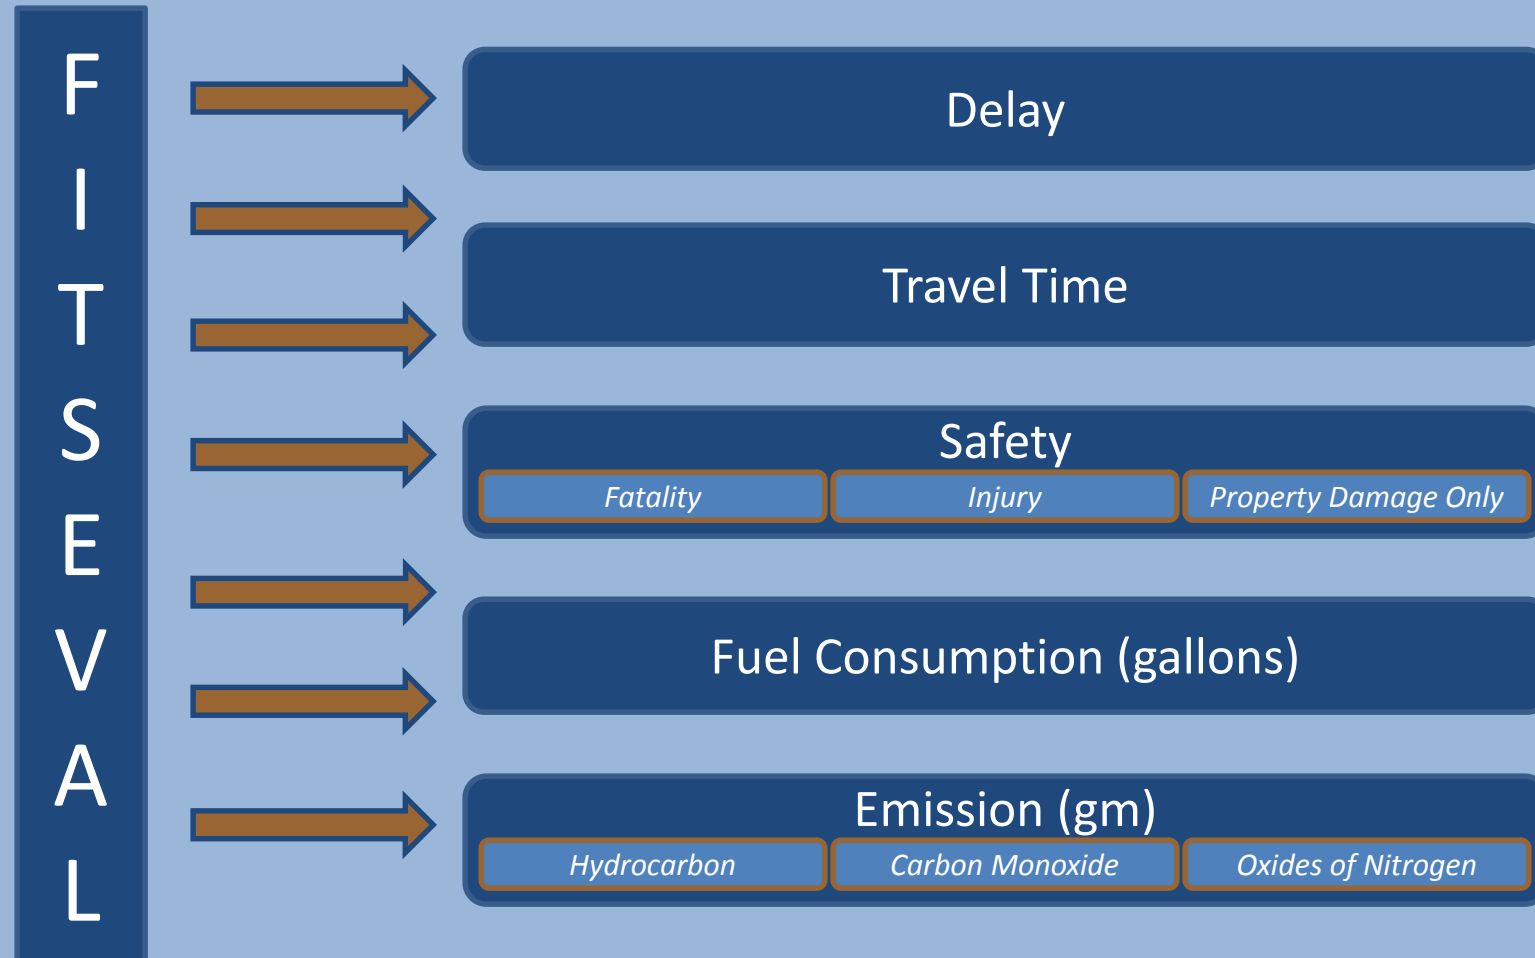 F
I
T
S
E
V
A
L
Delay
Travel Time
Safety
Fatality
Injury
Property Damage Only
Fuel Consumption (gallons)
Emission (gm)
Hydrocarbon
Carbon Monoxide
Oxides of Nitrogen